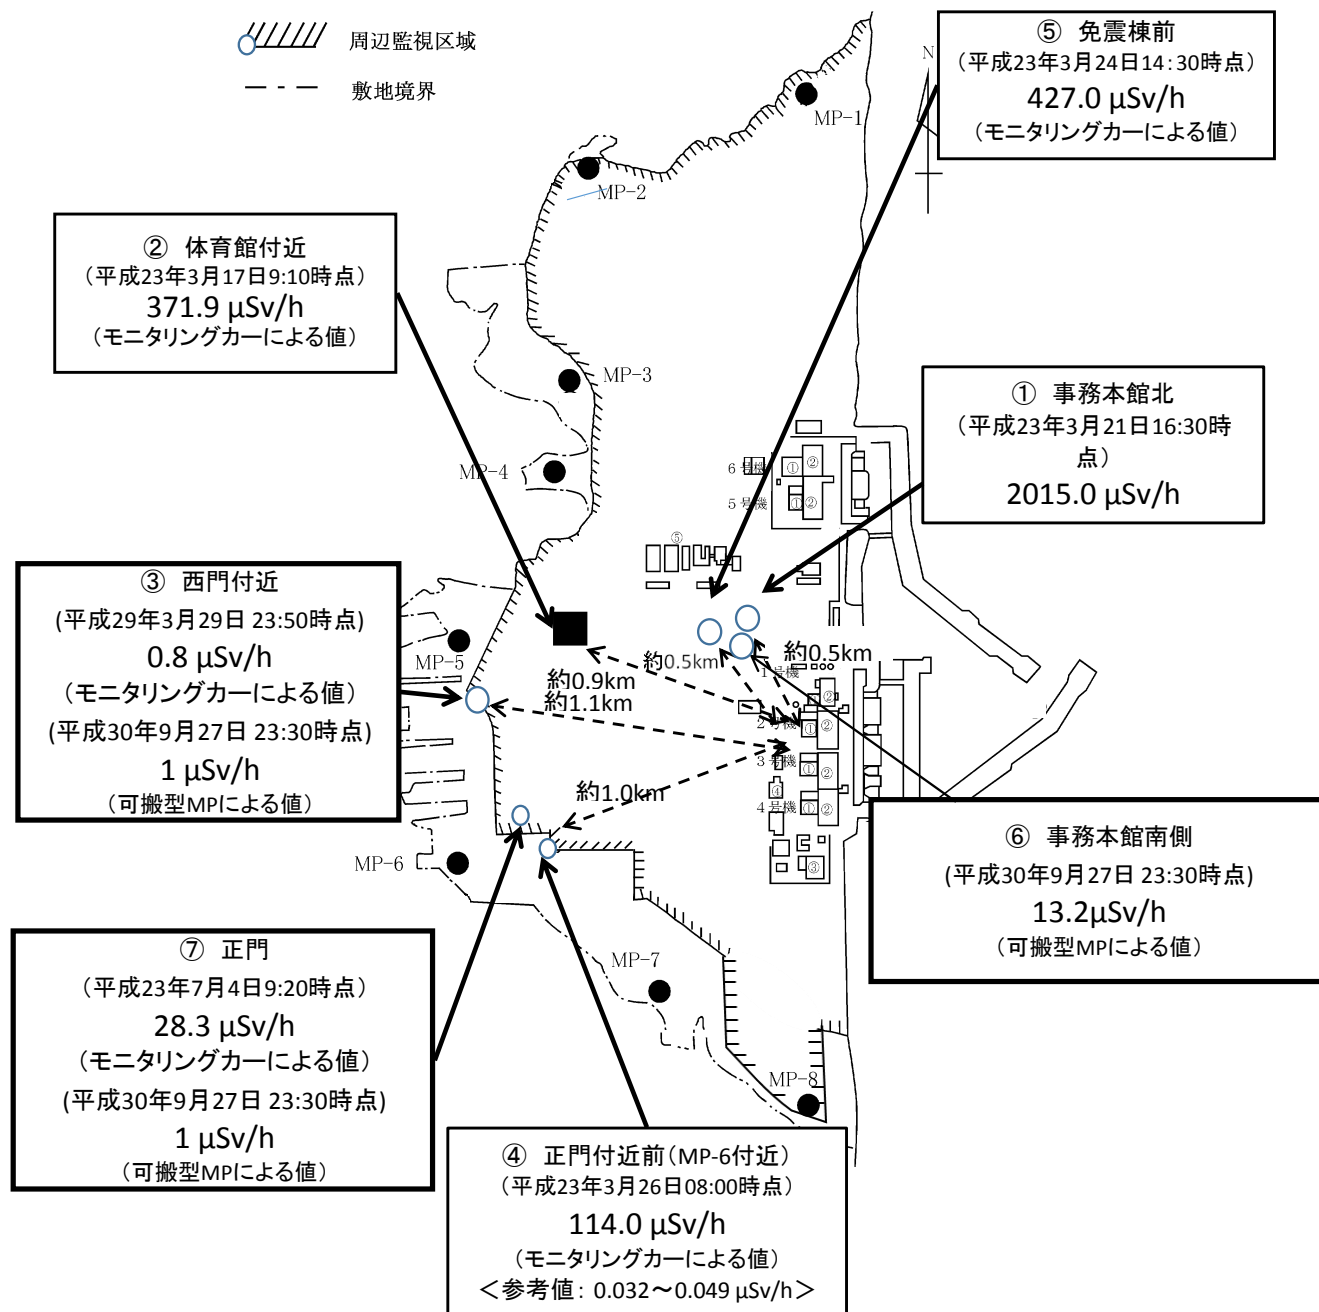 周辺監視区域
敷地境界
⑤ 免震棟前
(平成23年3月24日14:30時点)
427.0 μSv/h
(モニタリングカーによる値)
N
MP-1
MP-2
② 体育館付近
(平成23年3月17日9:10時点)
371.9 μSv/h
(モニタリングカーによる値)
MP-3
① 事務本館北
(平成23年3月21日16:30時
点)
2015.0 μSv/h
MP-4
6号機
① ②
5号機
① ②
⑤
③ 西門付近
(平成29年3月29日 23:50時点)
0.8 μSv/h
(モニタリングカーによる値)
(平成30年9月27日 23:30時点)
1 μSv/h
(可搬型MPによる値)
MP-5
約0.5km
約0.5km
約0.9km
約1.1km
1号機
②
2号機
① ②
3号機
① ②
④
4号機
① ②
③
約1.0km
MP-6
⑥ 事務本館南側
(平成30年9月27日 23:30時点)
13.2μSv/h
(可搬型MPによる値)
⑦ 正門
(平成23年7月4日9:20時点)
28.3 μSv/h
(モニタリングカーによる値)
(平成30年9月27日 23:30時点)
1 μSv/h
(可搬型MPによる値)
MP-7
MP-8
④ 正門付近前(MP-6付近)
(平成23年3月26日08:00時点)
114.0 μSv/h
(モニタリングカーによる値)
<参考値: 0.032~0.049 μSv/h>